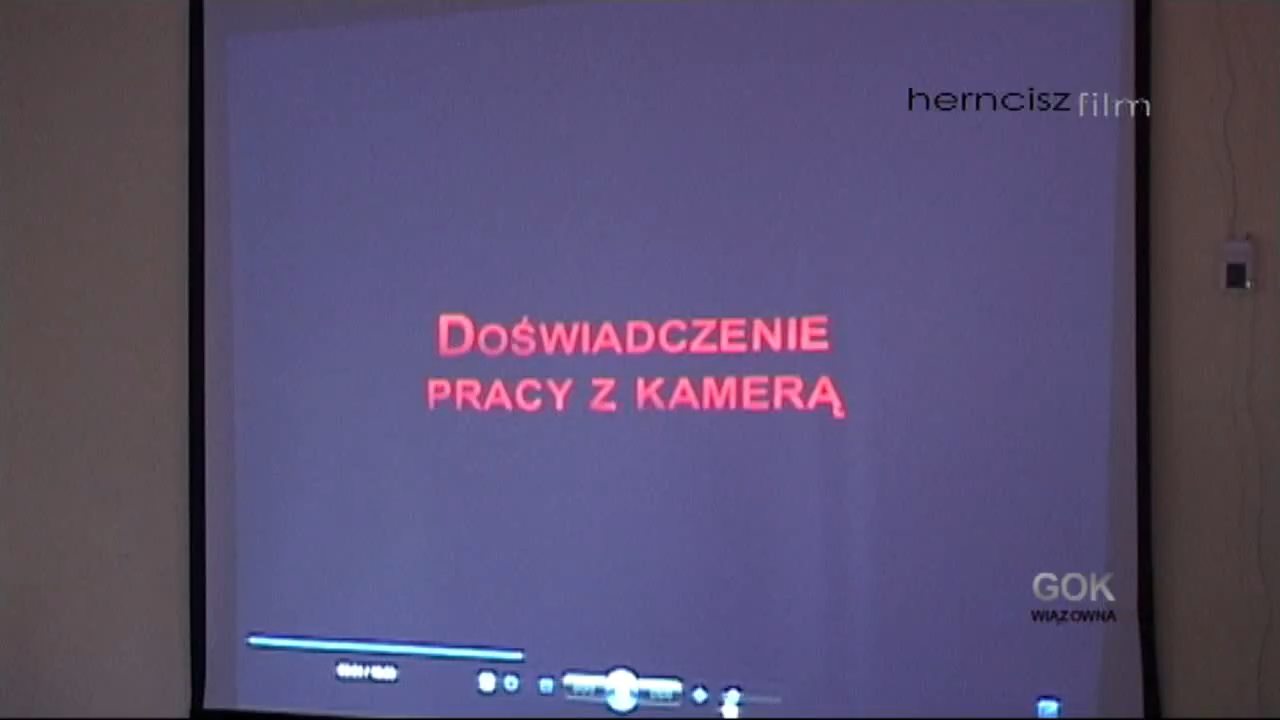 herncisz film
DOŚWIADCZENIE
PRACY Z KAMERĄ
GOK
WIĄZOWNA